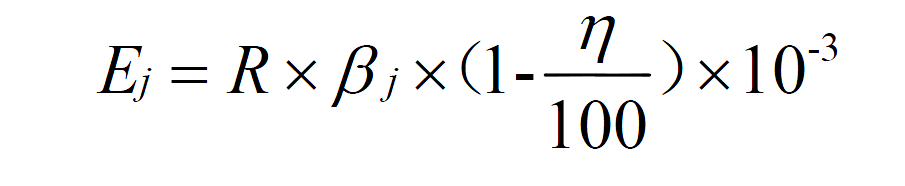 E_j = R × β_j × (1-η/100) × 10^-3